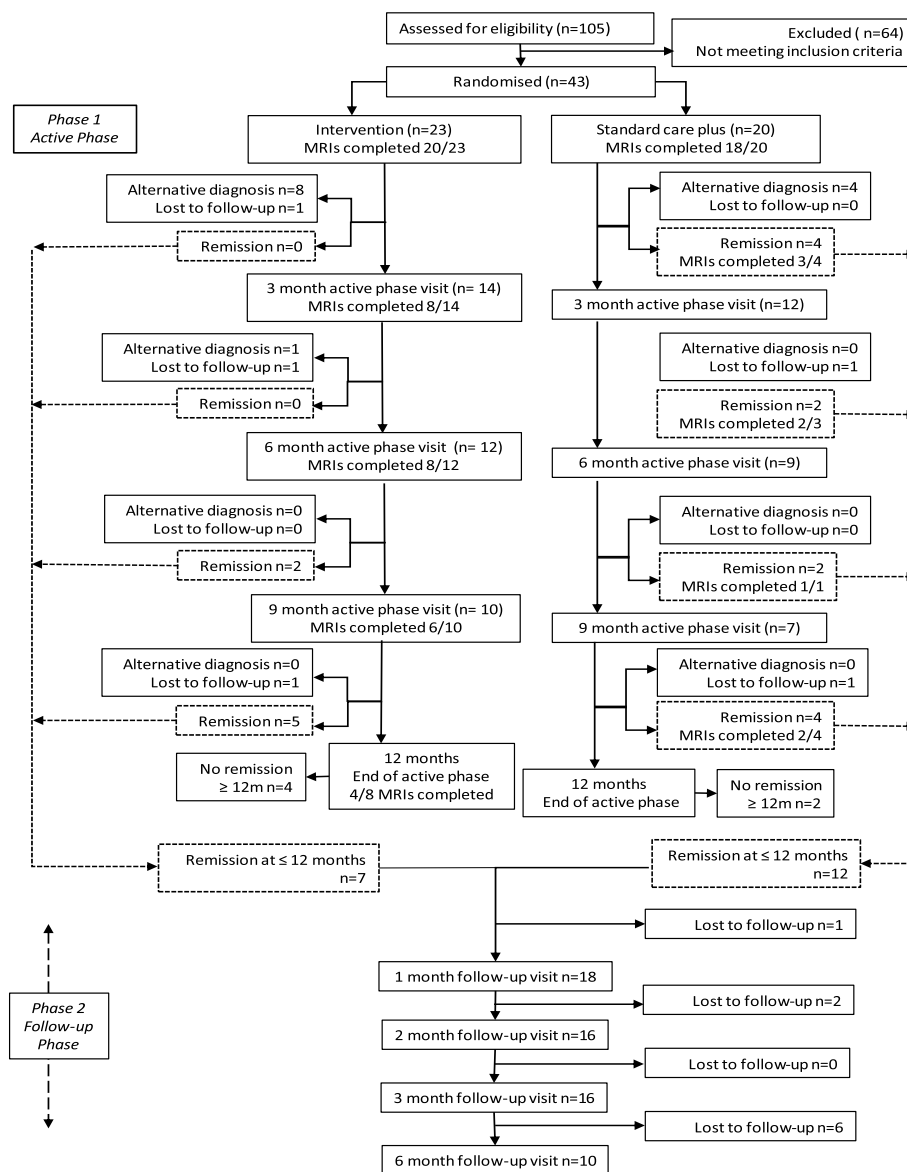 Assessed for eligibility (n=105)
Excluded ( n=64)
Not meeting inclusion criteria
Randomised (n=43)
Phase 1
Active Phase
Intervention (n=23)
MRIs completed 20/23
Standard care plus (n=20)
MRIs completed 18/20
Alternative diagnosis n=8
Lost to follow-up n=1
Alternative diagnosis n=4
Lost to follow-up n=0
Remission n=0
Remission n=4
MRIs completed 3/4
3 month active phase visit (n= 14)
MRIs completed 8/14
3 month active phase visit (n=12)
Alternative diagnosis n=1
Lost to follow-up n=1
Alternative diagnosis n=0
Lost to follow-up n=1
Remission n=0
Remission n=2
MRIs completed 2/3
6 month active phase visit (n= 12)
MRIs completed 8/12
6 month active phase visit (n=9)
Alternative diagnosis n=0
Lost to follow-up n=0
Alternative diagnosis n=0
Lost to follow-up n=0
Remission n=2
Remission n=2
MRIs completed 1/1
9 month active phase visit (n= 10)
MRIs completed 6/10
9 month active phase visit (n=7)
Alternative diagnosis n=0
Lost to follow-up n=1
Alternative diagnosis n=0
Lost to follow-up n=1
Remission n=5
Remission n=4
MRIs completed 2/4
No remission
≥ 12m n=4
12 months
End of active phase
4/8 MRIs completed
12 months
End of active phase
No remission
≥ 12m n=2
Remission at ≤ 12 months
n=7
Remission at ≤ 12 months
n=12
Lost to follow-up n=1
1 month follow-up visit n=18
Phase 2
Follow-up
Phase
Lost to follow-up n=2
2 month follow-up visit n=16
Lost to follow-up n=0
3 month follow-up visit n=16
Lost to follow-up n=6
6 month follow-up visit n=10